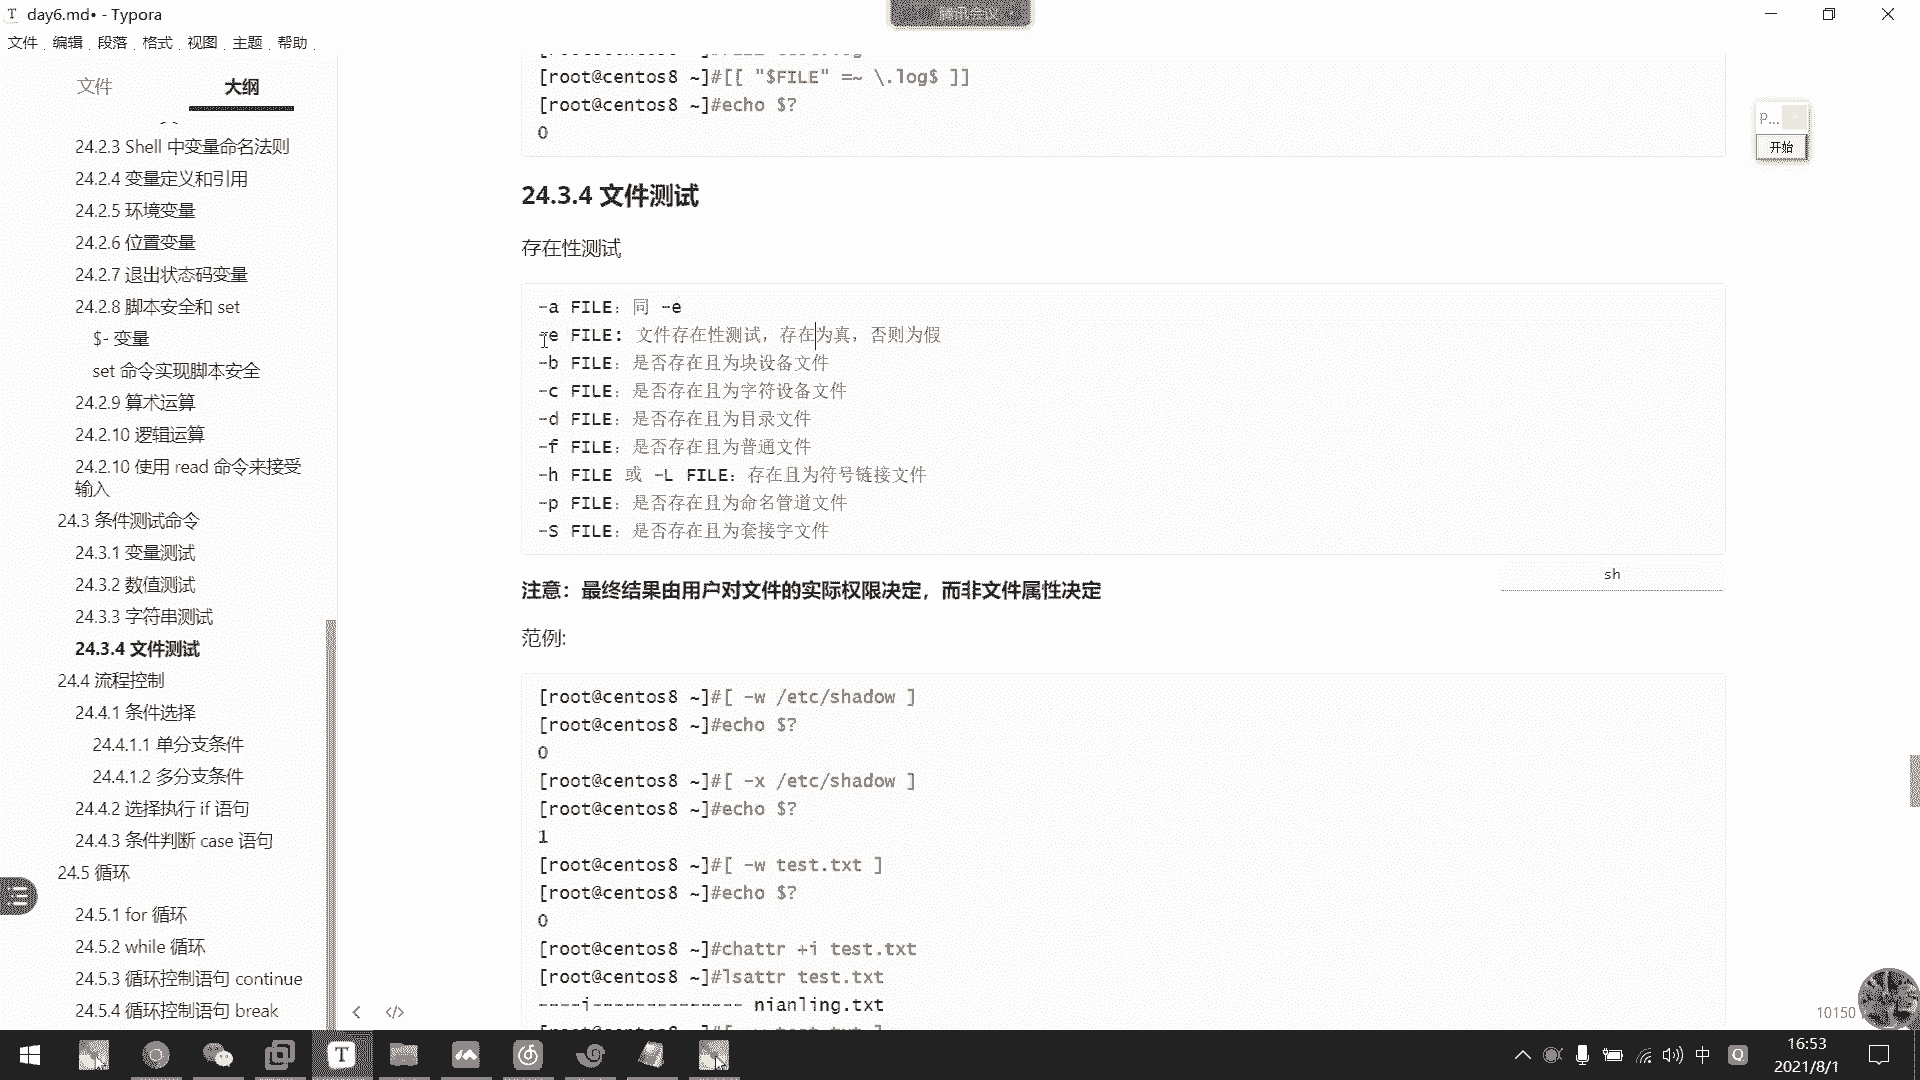 day6.md• - Typora
腾讯会议
文件 编辑 段落 格式 视图 主题 帮助
文件 大纲
24.2.3 Shell 中变量命名法则
24.2.4 变量定义和引用
24.2.5 环境变量
24.2.6 位置变量
24.2.7 退出状态码变量
24.2.8 脚本安全和 set
$- 变量
set 命令实现脚本安全
24.2.9 算术运算
24.2.10 逻辑运算
24.2.10 使用 read 命令来接受
输入
24.3 条件测试命令
24.3.1 变量测试
24.3.2 数值测试
24.3.3 字符串测试
24.3.4 文件测试
24.4 流程控制
24.4.1 条件选择
24.4.1.1 单分支条件
24.4.1.2 多分支条件
24.4.2 选择执行 if 语句
24.4.3 条件判断 case 语句
24.5 循环
24.5.1 for 循环
24.5.2 while 循环
24.5.3 循环控制语句 continue
24.5.4 循环控制语句 break
[root@centos8 ~]#[[ "$FILE" =~ \.log$ ]]
[root@centos8 ~]#echo $?
0
24.3.4 文件测试
存在性测试
-a FILE：同 -e
-e FILE: 文件存在性测试，存在为真，否则为假
-b FILE：是否存在且为块设备文件
-c FILE：是否存在且为字符设备文件
-d FILE：是否存在且为目录文件
-f FILE：是否存在且为普通文件
-h FILE 或 -L FILE：存在且为符号链接文件
-p FILE：是否存在且为命名管道文件
-S FILE：是否存在且为套接字文件
sh
注意：最终结果由用户对文件的实际权限决定，而非文件属性决定
范例:
[root@centos8 ~]#[ -w /etc/shadow ]
[root@centos8 ~]#echo $?
0
[root@centos8 ~]#[ -x /etc/shadow ]
[root@centos8 ~]#echo $?
1
[root@centos8 ~]#[ -w test.txt ]
[root@centos8 ~]#echo $?
0
[root@centos8 ~]#chattr +i test.txt
[root@centos8 ~]#lsattr test.txt
----i-------------- nianling.txt
P...
开始
10150
中
16:53
2021/8/1